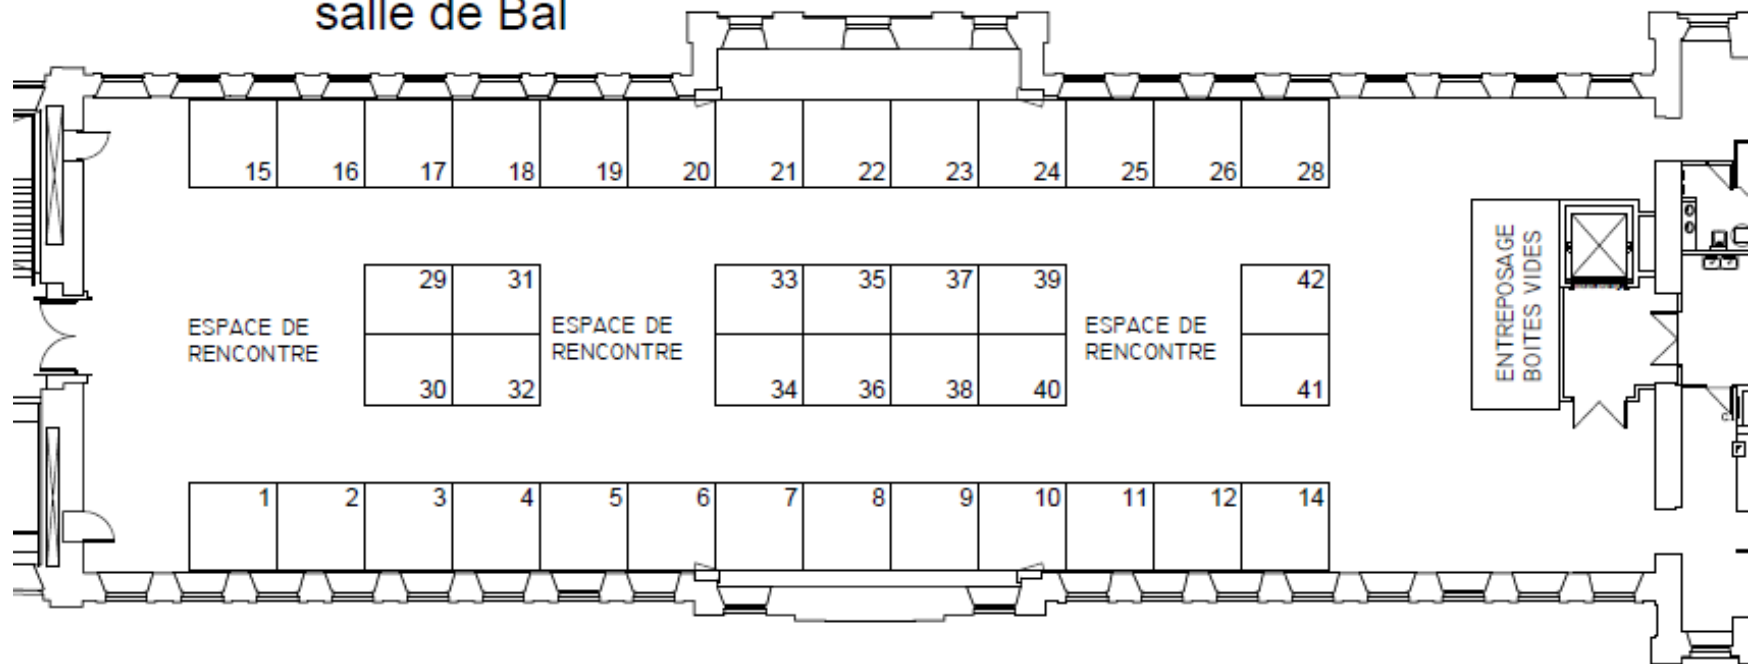 salle de Bal
15 16 17 18 19 20 21 22 23 24 25 26 28
29 31 33 35 37 39 42
ESPACE DE
RENCONTRE
ESPACE DE
RENCONTRE
ESPACE DE
RENCONTRE
ENTREPOSAGE
BOITES VIDES
30 32 34 36 38 40 41
1 2 3 4 5 6 7 8 9 10 11 12 14